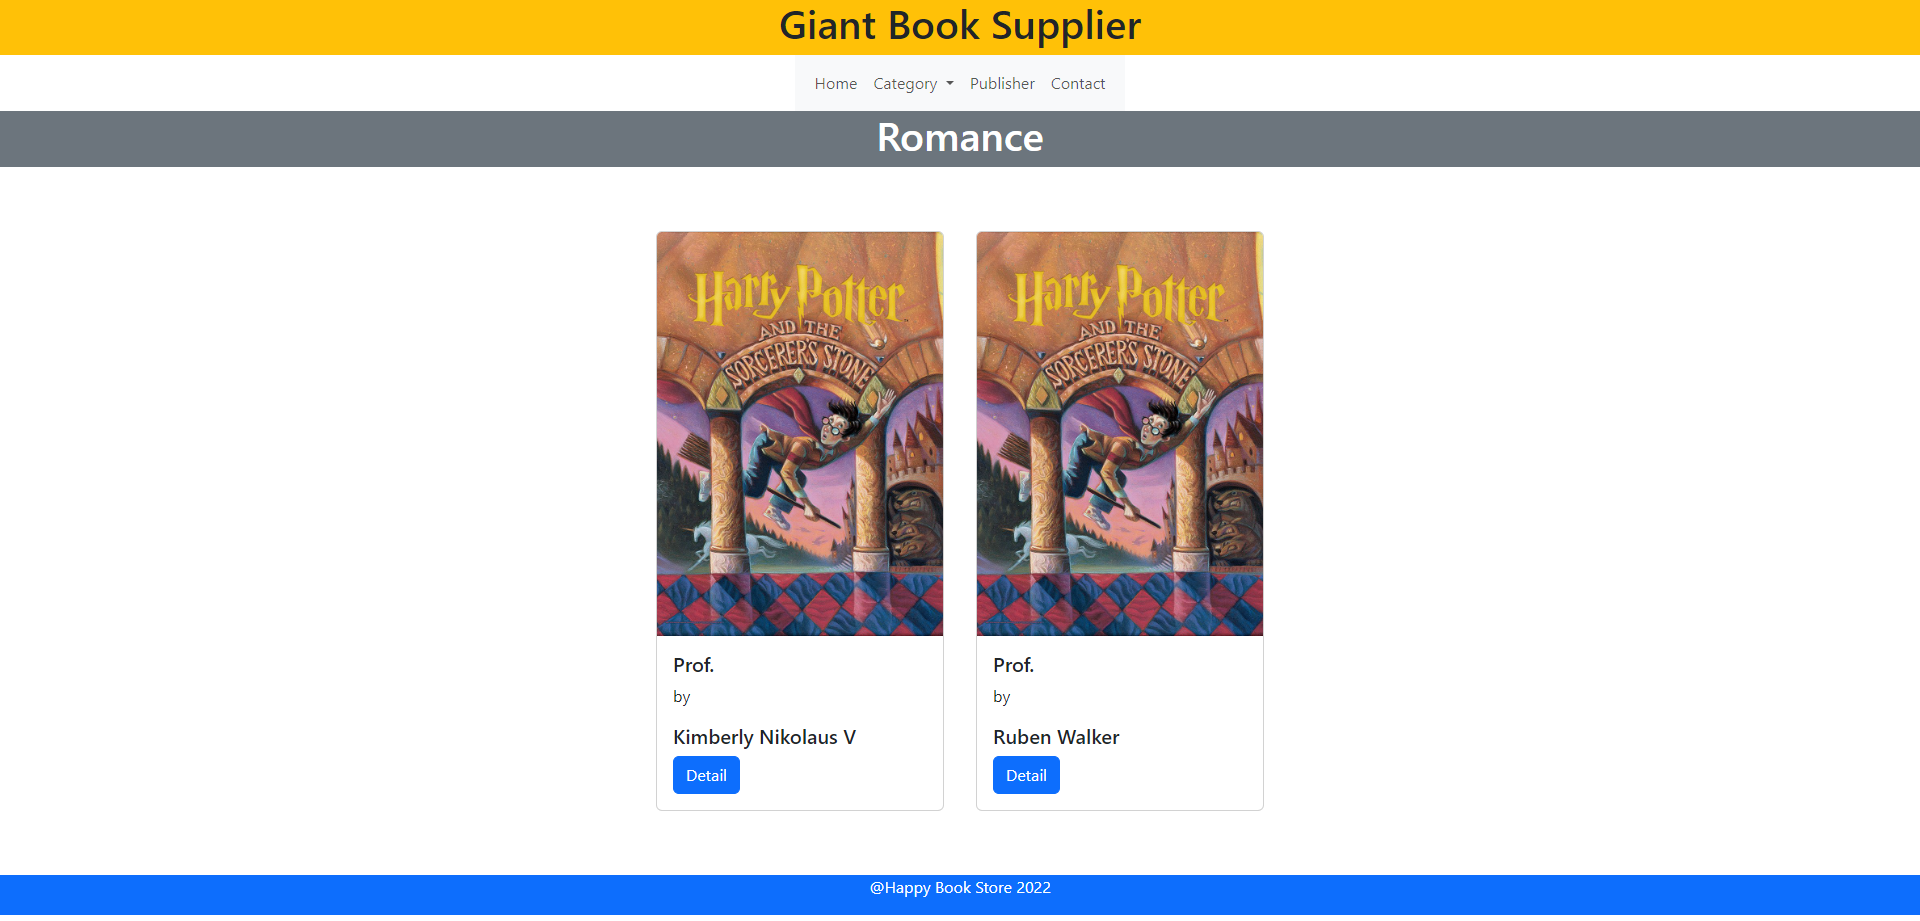 Giant Book Supplier
Home Category Publisher Contact
Romance
Harry Potter
AND THE
SORCERER'S STONE
Prof.
by
Kimberly Nikolaus V
Detail
Harry Potter
AND THE
SORCERER'S STONE
Prof.
by
Ruben Walker
Detail
@Happy Book Store 2022